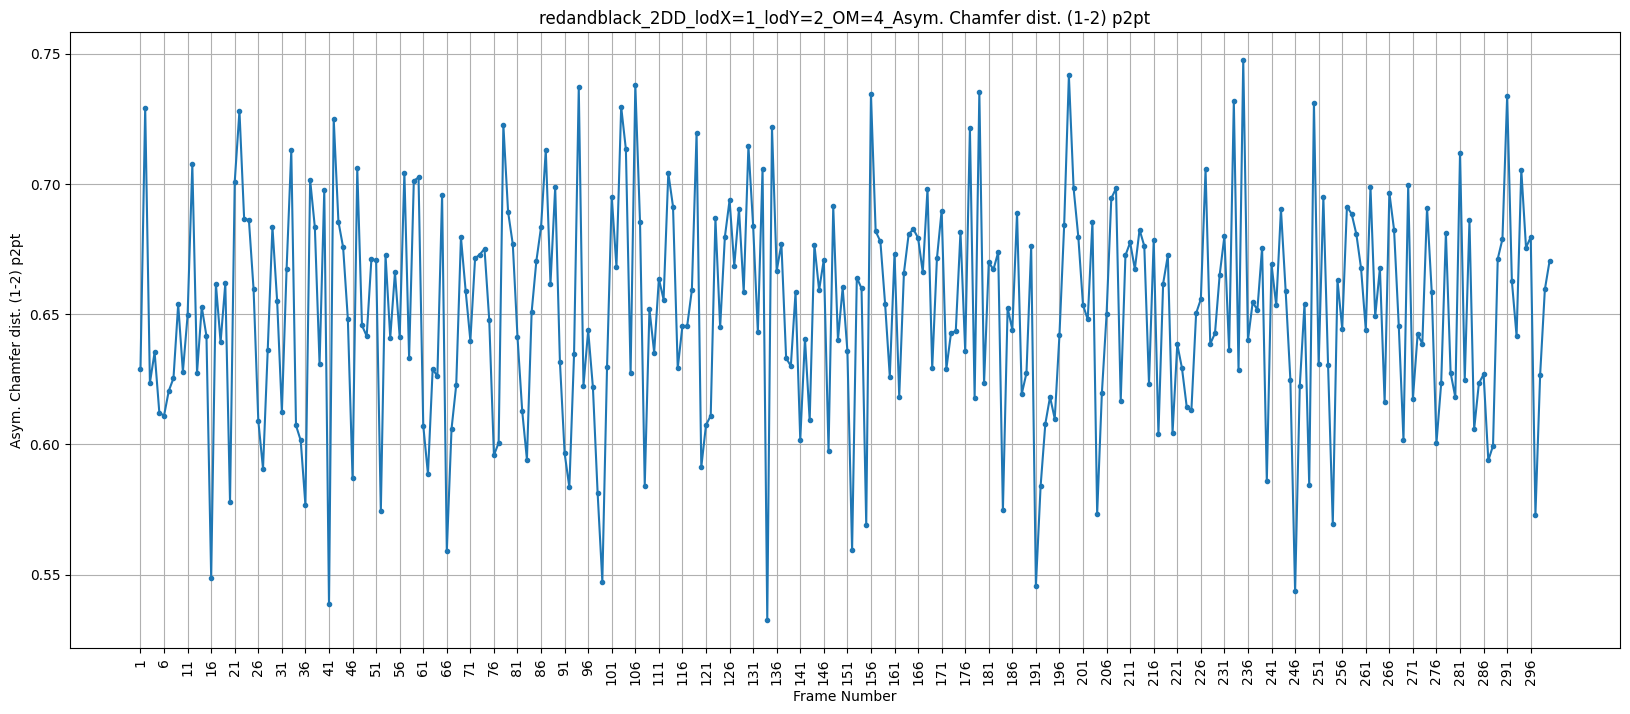 redandblack_2DD_lodX=1_lodY=2_OM=4_Asym. Chamfer dist. (1-2) p2pt
Asym. Chamfer dist. (1-2) p2pt
0.75
0.70
0.65
0.60
0.55
1 6 11 16 21 26 31 36 41 46 51 56 61 66 71 76 81 86 91 96 101 106 111 116 121 126 131 136 141 146 151 156 161 166 171 176 181 186 191 196 201 206 211 216 221 226 231 236 241 246 251 256 261 266 271 276 281 286 291 296
Frame Number